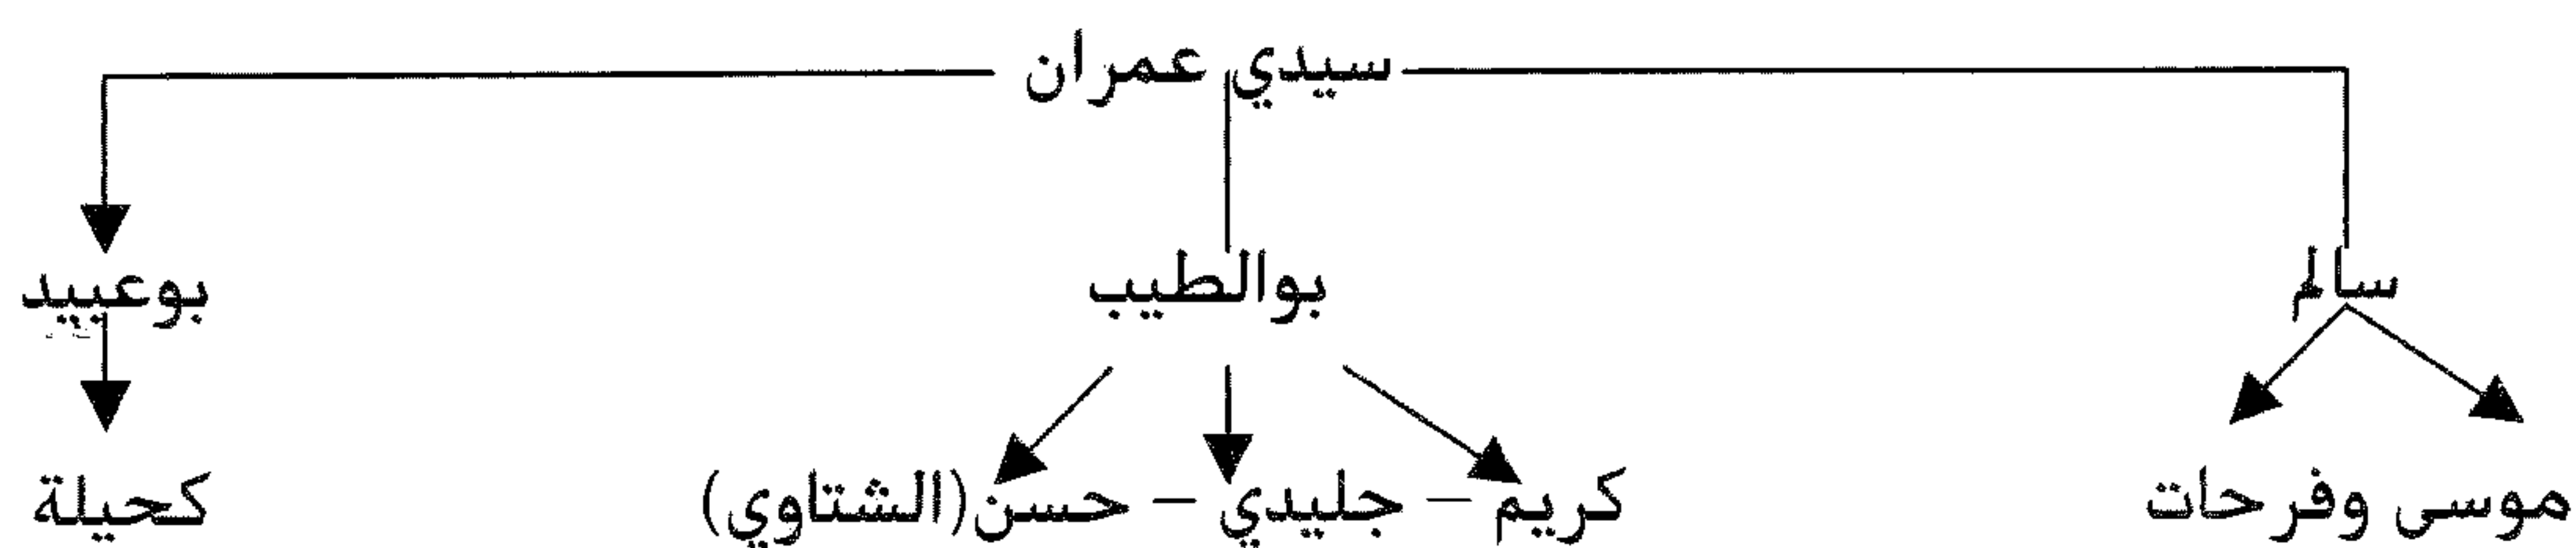 سيدي عمران
سالم بوالطيب بوعبيد
موسى وفرحات كريم – جليدي – حسن(الشتاوي) كحيلة